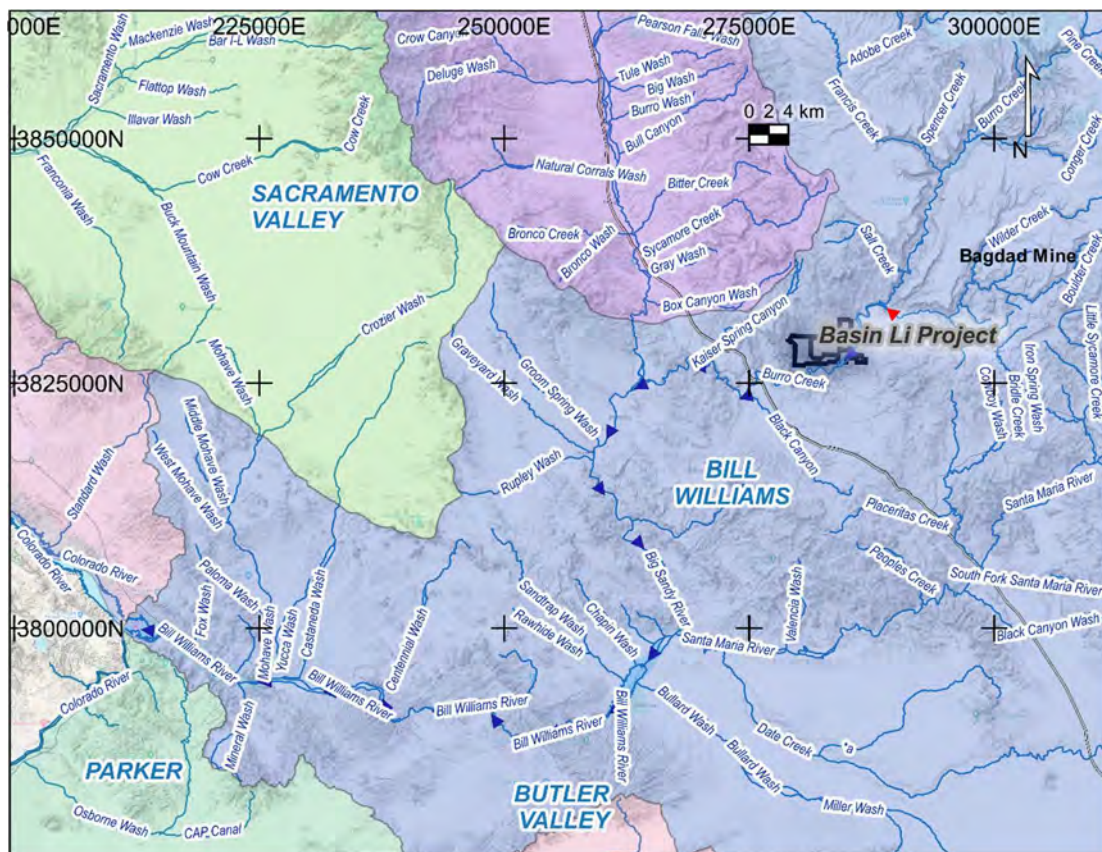 000E
225000E
250000E
275000E
300000E
Sacramento Wash
Mackenzie Wash
Bar I-L Wash
Flattop Wash
Illavar Wash
Crow Canyon
Deluge Wash
Pearson Falls Wash
Tule Wash
Big Wash
Burro Wash
Bull Canyon
0 2 4 km
Adobe Creek
Francis Creek
Spencer Creek
Burro Creek
Pine Creek
Conger Creek
N
3850000N
Franconia Wash
Cow Creek
Cow Creek
Natural Corrals Wash
Bitter Creek
SACRAMENTO
VALLEY
Buck Mountain Wash
Bronco Creek
Bronco Wash
Sycamore Creek
Gray Wash
Salt Creek
Wilder Creek
Bagdad Mine
Boulder Creek
Box Canyon Wash
Crozier Wash
Kaiser Spring Canyon
Basin Li Project
Little Sycamore Creek
Mohave Wash
Graveyard Wash
Groom Spring Wash
3825000N
Burro Creek
Cowboy Wash
Bridle Creek
Iron Spring Wash
Middle Mohave Wash
West Mohave Wash
Standard Wash
Rupley Wash
Black Canyon
BILL
WILLIAMS
Santa Maria River
Placeritas Creek
Colorado River
Colorado River
Fox Wash
Paloma Wash
Mohave Wash
Yucca Wash
Castaneda Wash
Centennial Wash
Sandtrap Wash
Rawhide Wash
Chapin Wash
Big Sandy River
Valencia Wash
Peoples Creek
South Fork Santa Maria River
3800000N
Bill Williams River
Santa Maria River
Black Canyon Wash
Colorado River
Mineral Wash
Bill Williams River
Bill Williams River
Bill Williams River
Bill Williams River
Bullard Wash
Bullard Wash
Date Creek
*a
Miller Wash
PARKER
BUTLER
VALLEY
Osborne Wash
CAP Canal